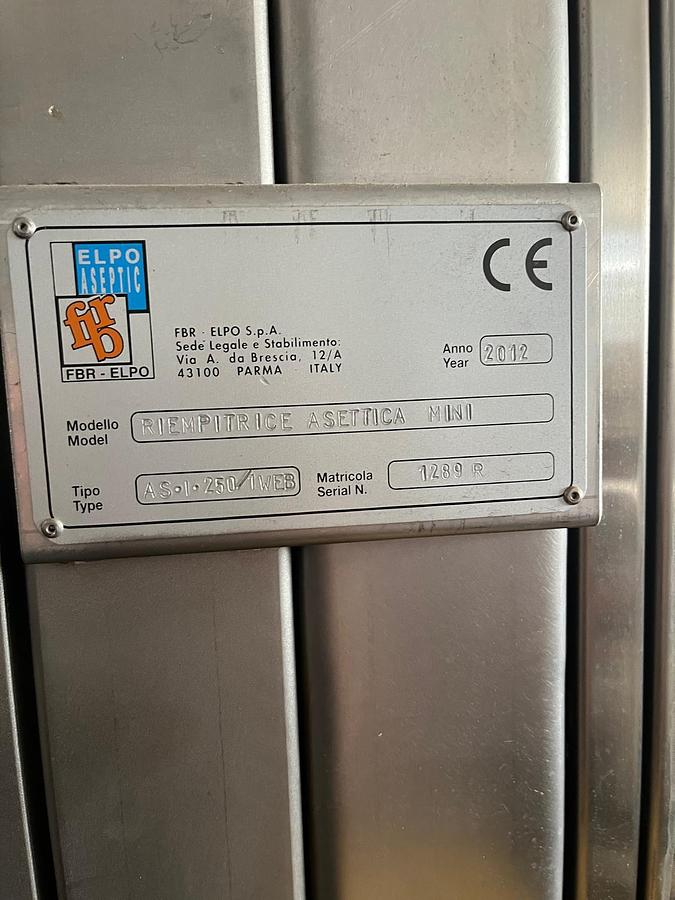 ELPO
ASEPTIC
fbr
FBR - ELPO
CE
FBR - ELPO S.p.A.
Sede Legale e Stabilimento:
Via A. da Brescia, 12/A
43100 PARMA - ITALY
Anno
Year
2012
Modello
Model
RIEMPITRICE ASETTICA MINI
Tipo
Type
AS•I•250/1WEB
Matricola
Serial N.
1289 R